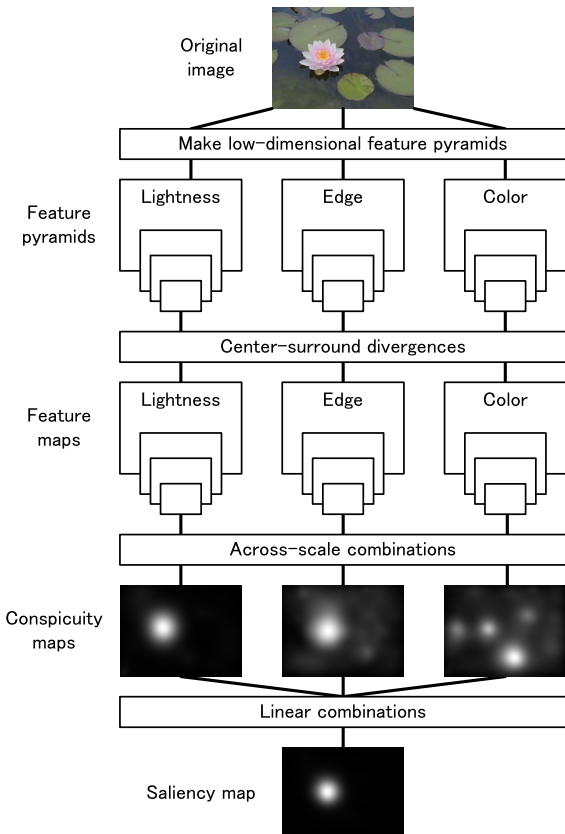 Original
image
Make low-dimensional feature pyramids
Feature
pyramids
Lightness
Edge
Color
Center-surround divergences
Feature
maps
Lightness
Edge
Color
Across-scale combinations
Conspicuity
maps
Linear combinations
Saliency map